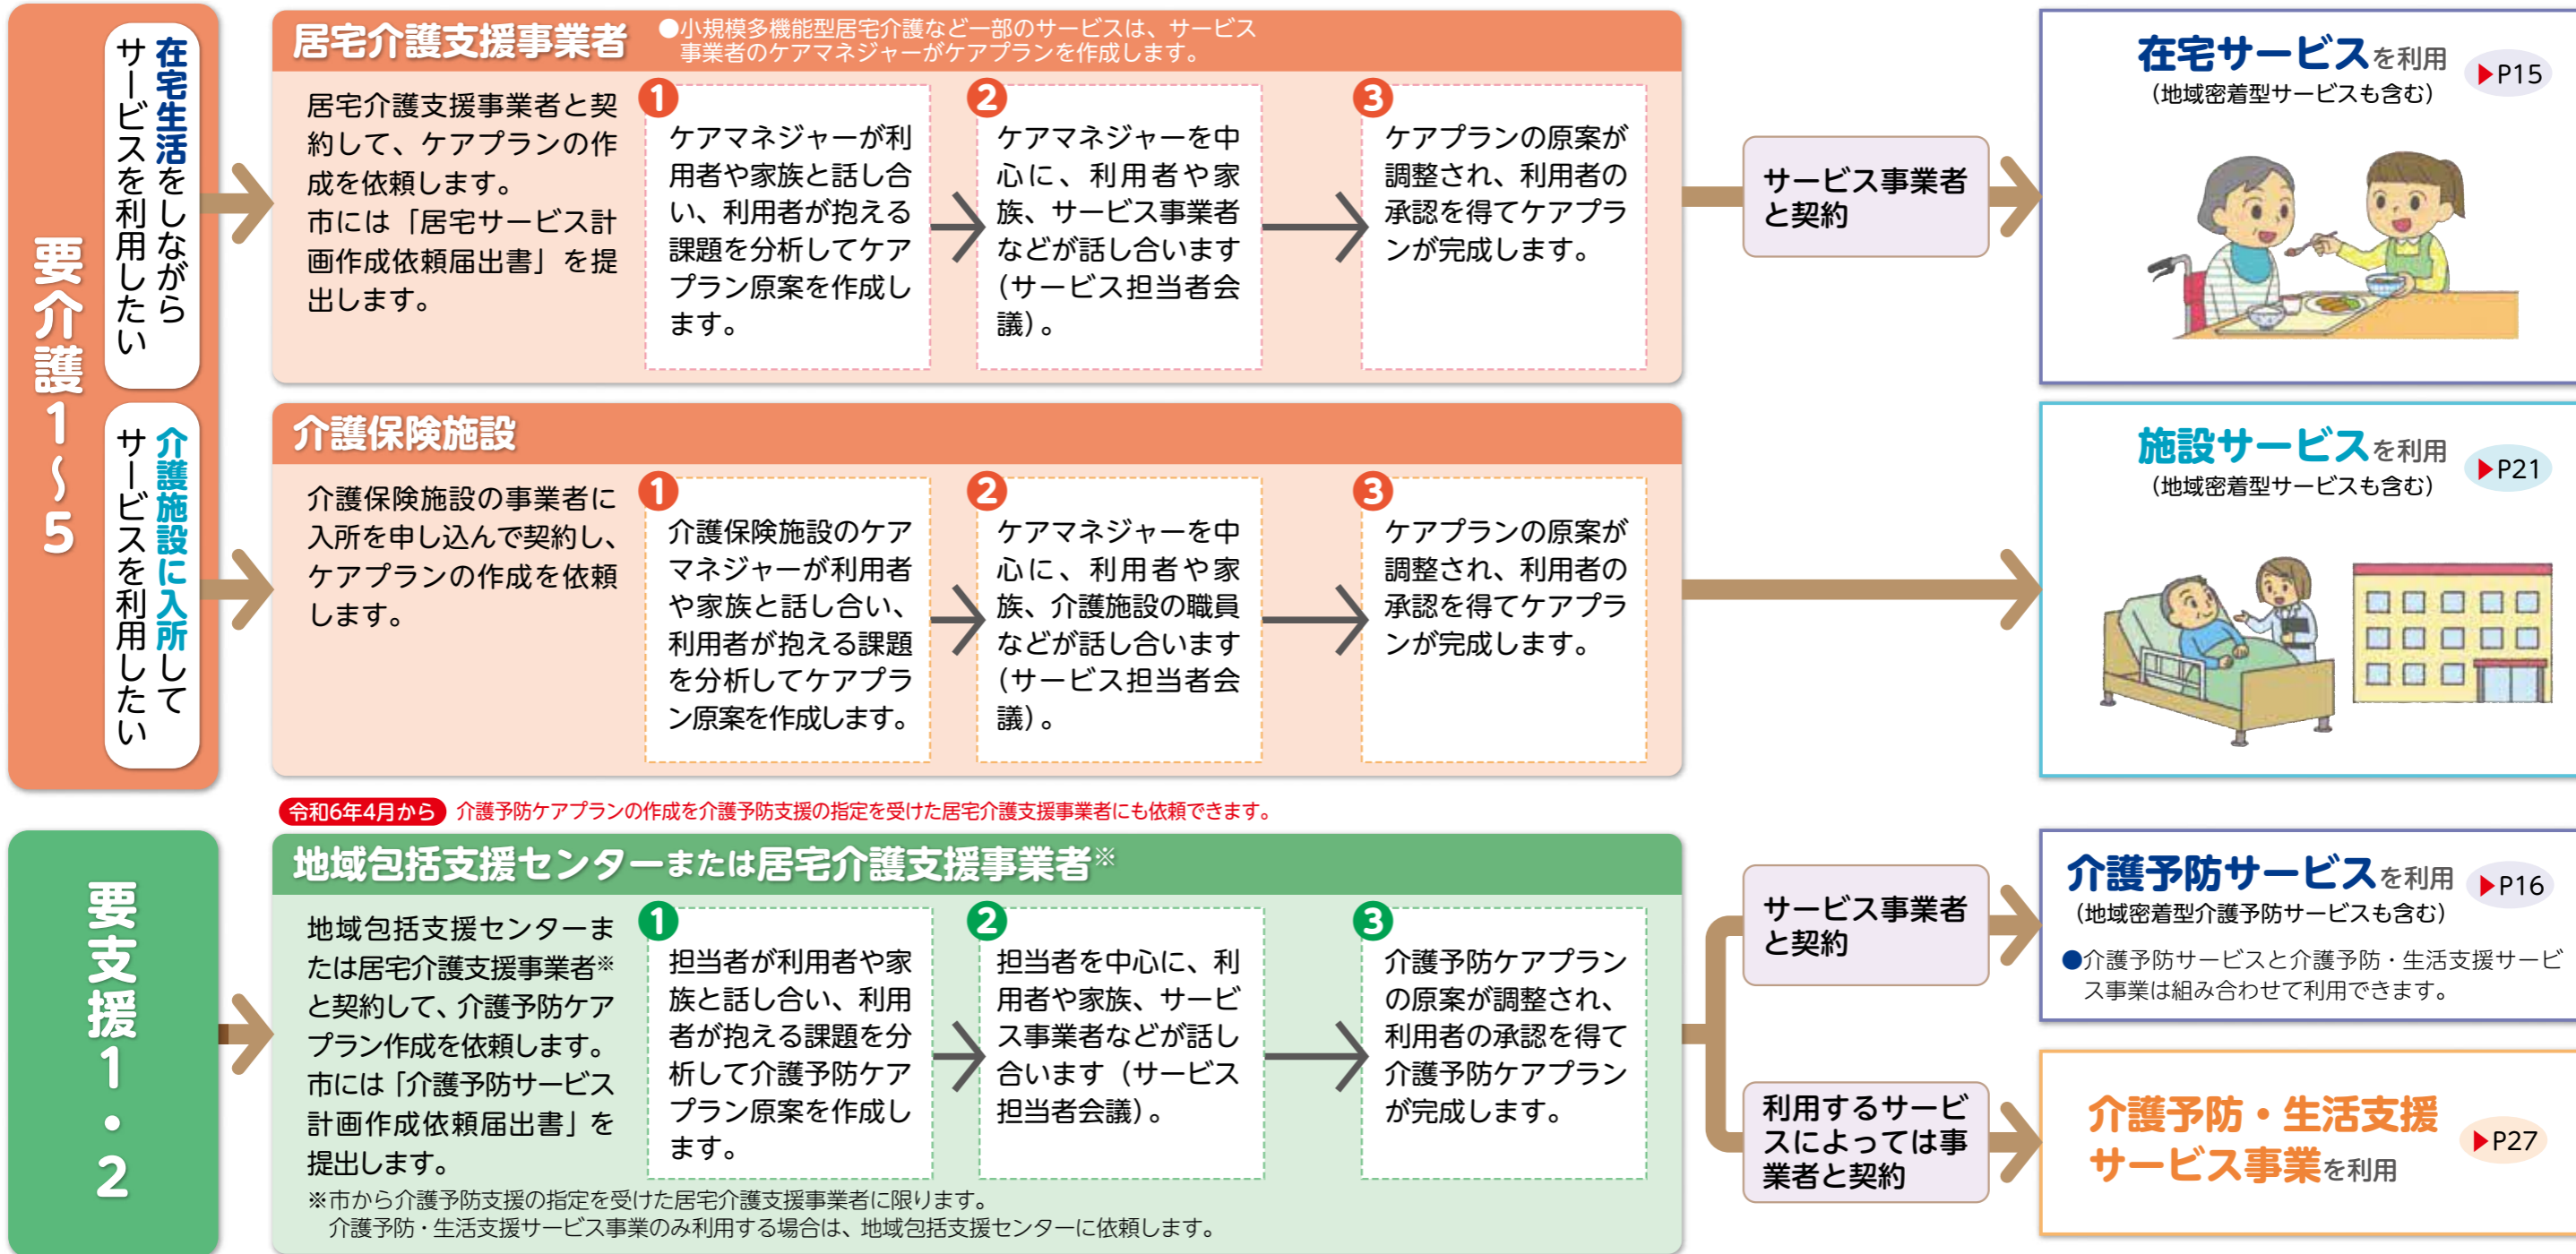 要介護1～5
在宅生活をしながら
サービスを利用したい
居宅介護支援事業者
●小規模多機能型居宅介護など一部のサービスは、サービス
事業者のケアマネジャーがケアプランを作成します。
居宅介護支援事業者と契
約して、ケアプランの作
成を依頼します。
市には「居宅サービス計
画作成依頼届出書」を提
出します。
1
ケアマネジャーが利
用者や家族と話し合
い、利用者が抱える
課題を分析してケア
プラン原案を作成し
ます。
2
ケアマネジャーを中
心に、利用者や家
族、サービス事業者
などが話し合います
（サービス担当者会
議）。
3
ケアプランの原案が
調整され、利用者の
承認を得てケアプラ
ンが完成します。
サービス事業者
と契約
在宅サービスを利用
（地域密着型サービスも含む）
▶P15
介護施設に入所して
サービスを利用したい
介護保険施設
介護保険施設の事業者に
入所を申し込んで契約し、
ケアプランの作成を依頼
します。
1
介護保険施設のケア
マネジャーが利用者
や家族と話し合い、
利用者が抱える課題
を分析してケアプラ
ン原案を作成します。
2
ケアマネジャーを中
心に、利用者や家
族、介護施設の職員
などが話し合います
（サービス担当者会
議）。
3
ケアプランの原案が
調整され、利用者の
承認を得てケアプラ
ンが完成します。
施設サービスを利用
（地域密着型サービスも含む）
▶P21
令和6年4月から 介護予防ケアプランの作成を介護予防支援の指定を受けた居宅介護支援事業者にも依頼できます。
要支援1・2
地域包括支援センターまたは居宅介護支援事業者※
地域包括支援センターま
たは居宅介護支援事業者※
と契約して、介護予防ケア
プラン作成を依頼します。
市には「介護予防サービス
計画作成依頼届出書」を
提出します。
1
担当者が利用者や家
族と話し合い、利用
者が抱える課題を分
析して介護予防ケア
プラン原案を作成し
ます。
2
担当者を中心に、利
用者や家族、サービ
ス事業者などが話し
合います（サービス
担当者会議）。
3
介護予防ケアプラン
の原案が調整され、
利用者の承認を得て
介護予防ケアプラン
が完成します。
※市から介護予防支援の指定を受けた居宅介護支援事業者に限ります。
介護予防・生活支援サービス事業のみ利用する場合は、地域包括支援センターに依頼します。
サービス事業者
と契約
介護予防サービスを利用
（地域密着型介護予防サービスも含む）
▶P16
●介護予防サービスと介護予防・生活支援サービ
ス事業は組み合わせて利用できます。
利用するサービ
スによっては事
業者と契約
介護予防・生活支援
サービス事業を利用
▶P27